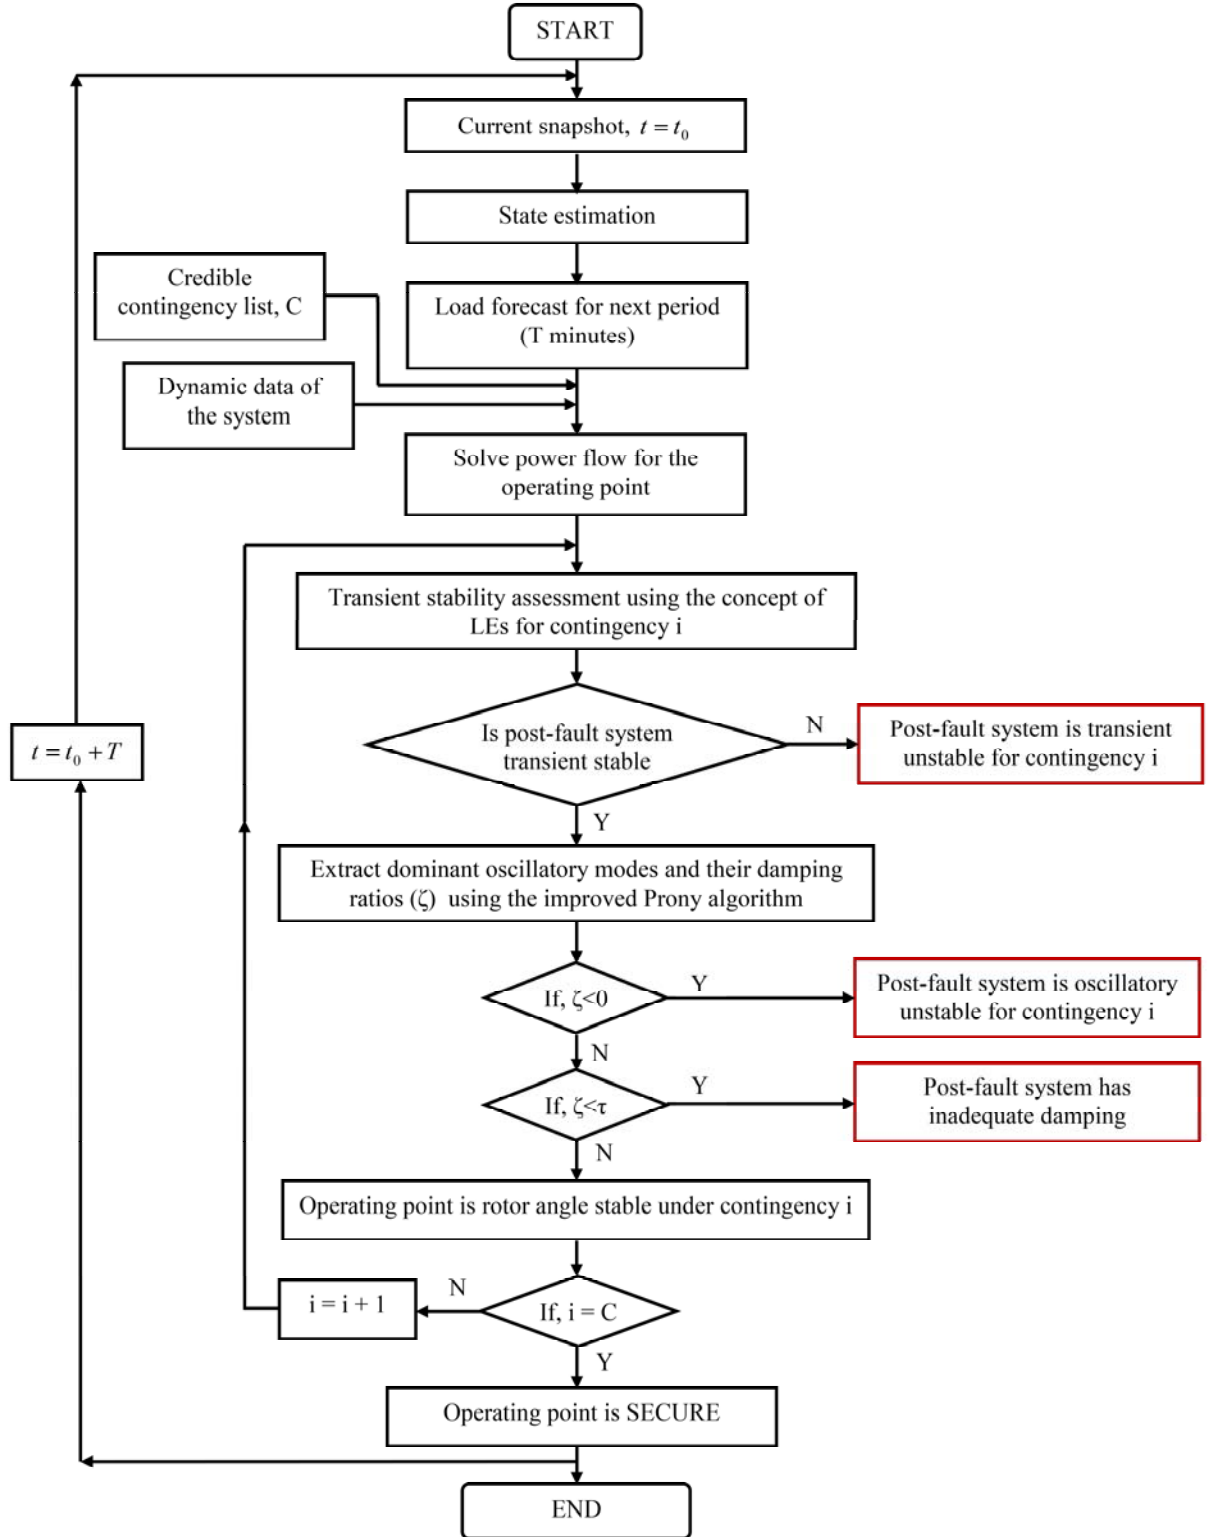 START
Current snapshot, t = t₀
State estimation
Credible
contingency list, C
Load forecast for next period
(T minutes)
Dynamic data of
the system
Solve power flow for the
operating point
Transient stability assessment using the concept of
LEs for contingency i
Is post-fault system
transient stable
N
Post-fault system is transient
unstable for contingency i
t = t₀ + T
Y
Extract dominant oscillatory modes and their damping
ratios (ζ) using the improved Prony algorithm
If, ζ<0
Y
Post-fault system is oscillatory
unstable for contingency i
N
If, ζ<τ
Y
Post-fault system has
inadequate damping
N
Operating point is rotor angle stable under contingency i
i = i + 1
N
If, i = C
Y
Operating point is SECURE
END